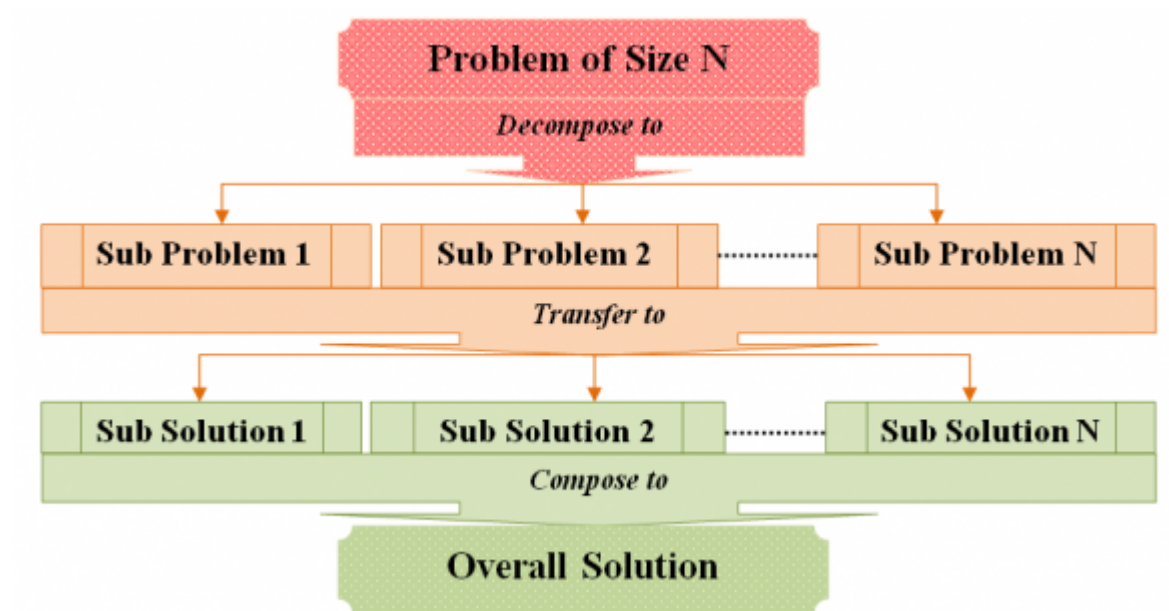 Problem of Size N
Decompose to
Sub Problem 1 Sub Problem 2 Sub Problem N
Transfer to
Sub Solution 1 Sub Solution 2 Sub Solution N
Compose to
Overall Solution